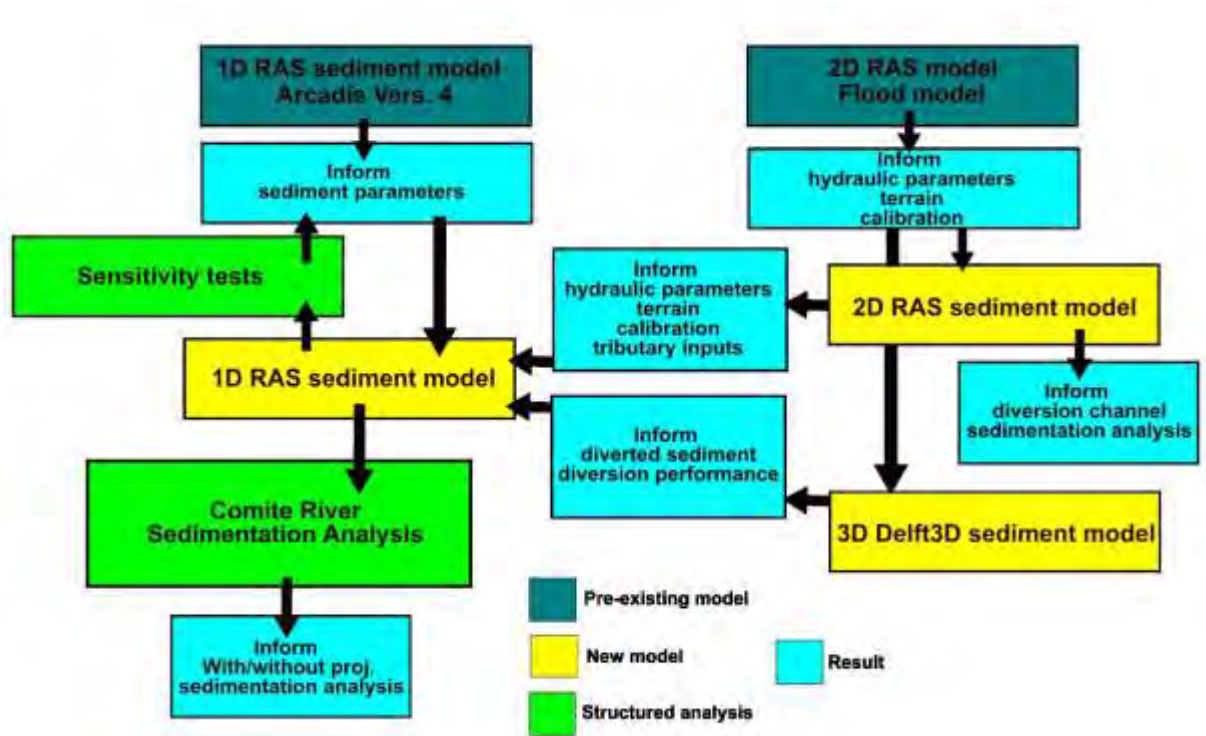 1D RAS sediment model
Arcadis Vers. 4
2D RAS model
Flood model
Inform
sediment parameters
Inform
hydraulic parameters
terrain
calibration
Sensitivity tests
Inform
hydraulic parameters
terrain
calibration
tributary inputs
2D RAS sediment model
1D RAS sediment model
Inform
diversion channel
sedimentation analysis
Inform
diverted sediment
diversion performance
Comite River
Sedimentation Analysis
3D Delft3D sediment model
Inform
With/without proj.
sedimentation analysis
Pre-existing model
New model
Result
Structured analysis